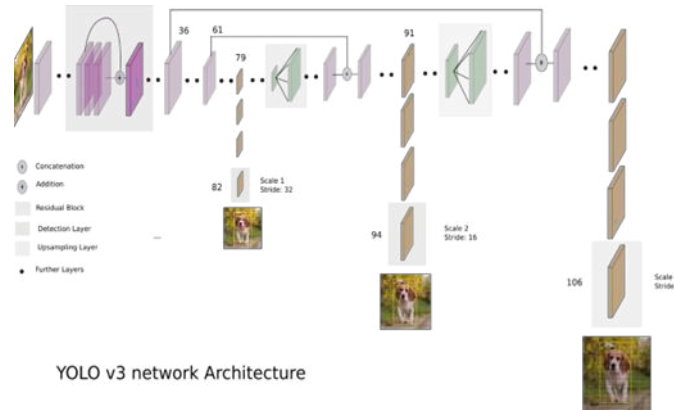 36
61
91
79
Concatenation
Addition
Residual Block
Detection Layer
Upsampling Layer
Further Layers
82
Scale 1
Stride: 32
94
Scale 2
Stride: 16
106
Scale
Stride
YOLO v3 network Architecture